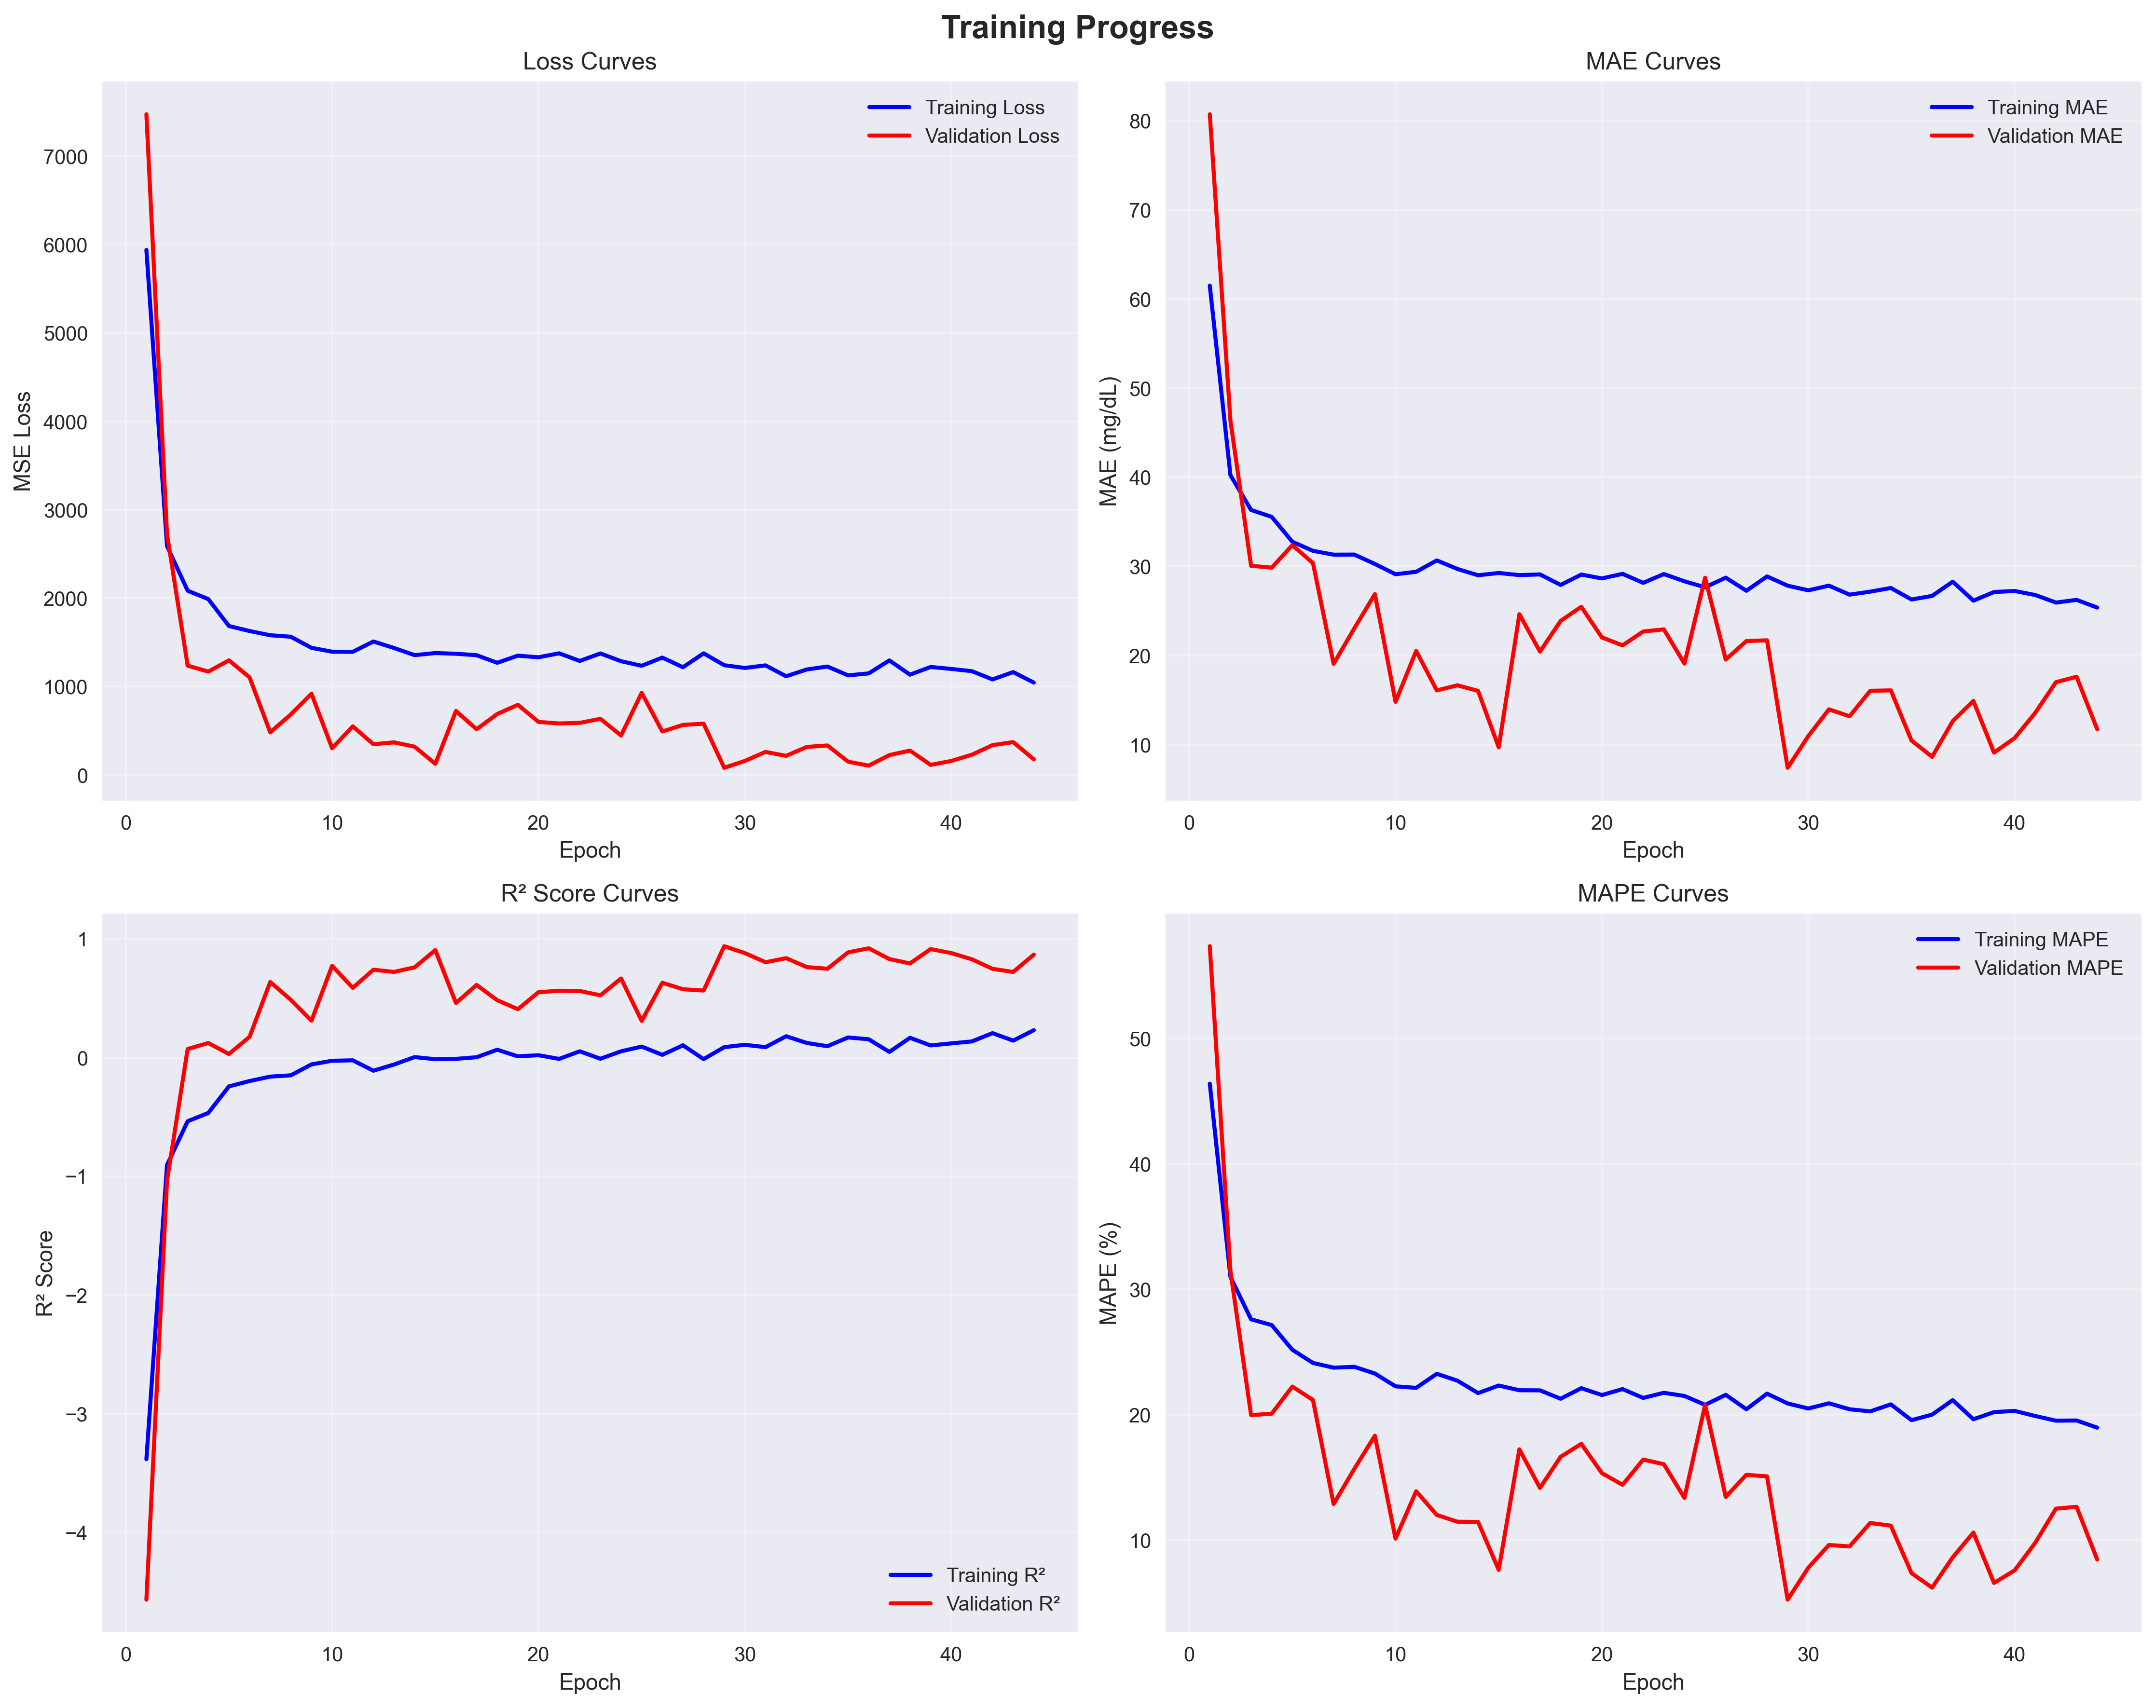 Training Progress
Loss Curves
Training Loss
Validation Loss
7000
6000
5000
4000
3000
2000
1000
0
MSE Loss
0 10 20 30 40
Epoch
MAE Curves
Training MAE
Validation MAE
80
70
60
50
40
30
20
10
MAE (mg/dL)
0 10 20 30 40
Epoch
R² Score Curves
1
0
−1
−2
−3
−4
R² Score
Training R²
Validation R²
0 10 20 30 40
Epoch
MAPE Curves
Training MAPE
Validation MAPE
50
40
30
20
10
MAPE (%)
0 10 20 30 40
Epoch